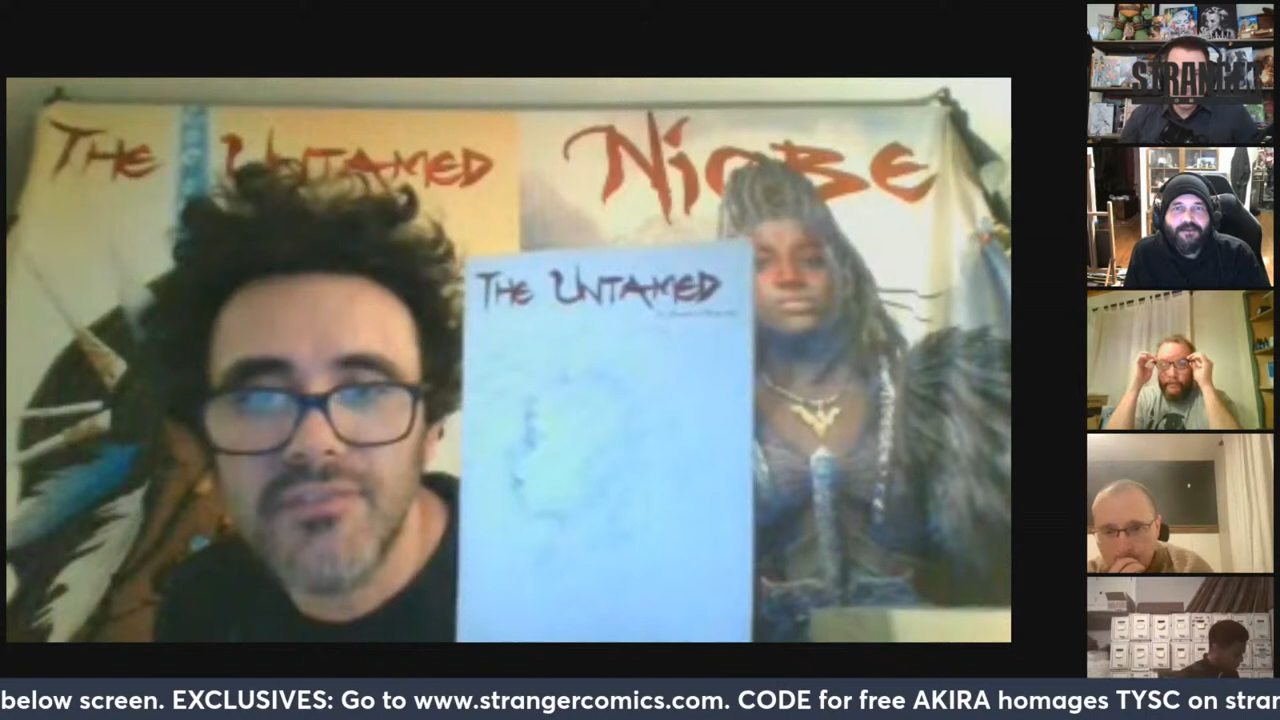 THE UNTAMED
NIOBE
THE UNTAMED
STRANGER
below screen. EXCLUSIVES: Go to www.strangercomics.com. CODE for free AKIRA homages TYSC on stran